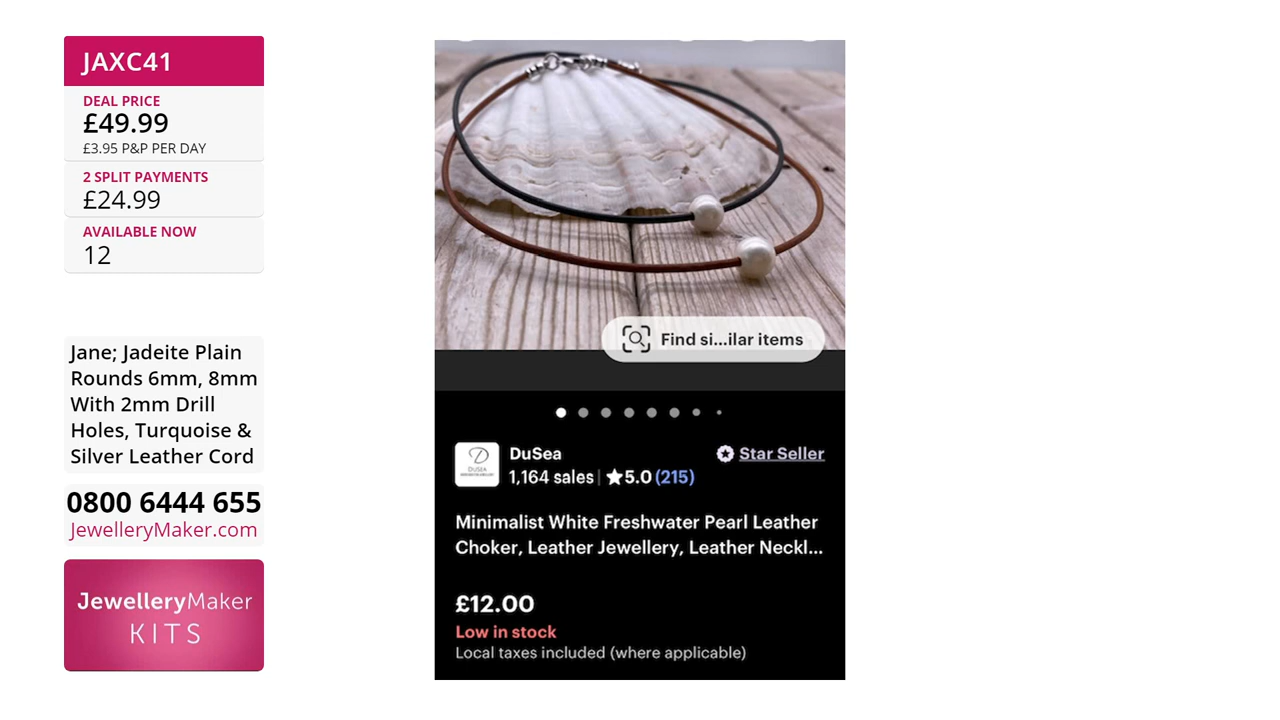 JAXC41
DEAL PRICE
£49.99
£3.95 P&P PER DAY
2 SPLIT PAYMENTS
£24.99
AVAILABLE NOW
12
Jane; Jadeite Plain
Rounds 6mm, 8mm
With 2mm Drill
Holes, Turquoise &
Silver Leather Cord
0800 6444 655
JewelleryMaker.com
JewelleryMaker
KITS
Find si...ilar items
DuSea
Star Seller
1,164 sales | ★5.0 (215)
Minimalist White Freshwater Pearl Leather
Choker, Leather Jewellery, Leather Neckl...
£12.00
Low in stock
Local taxes included (where applicable)